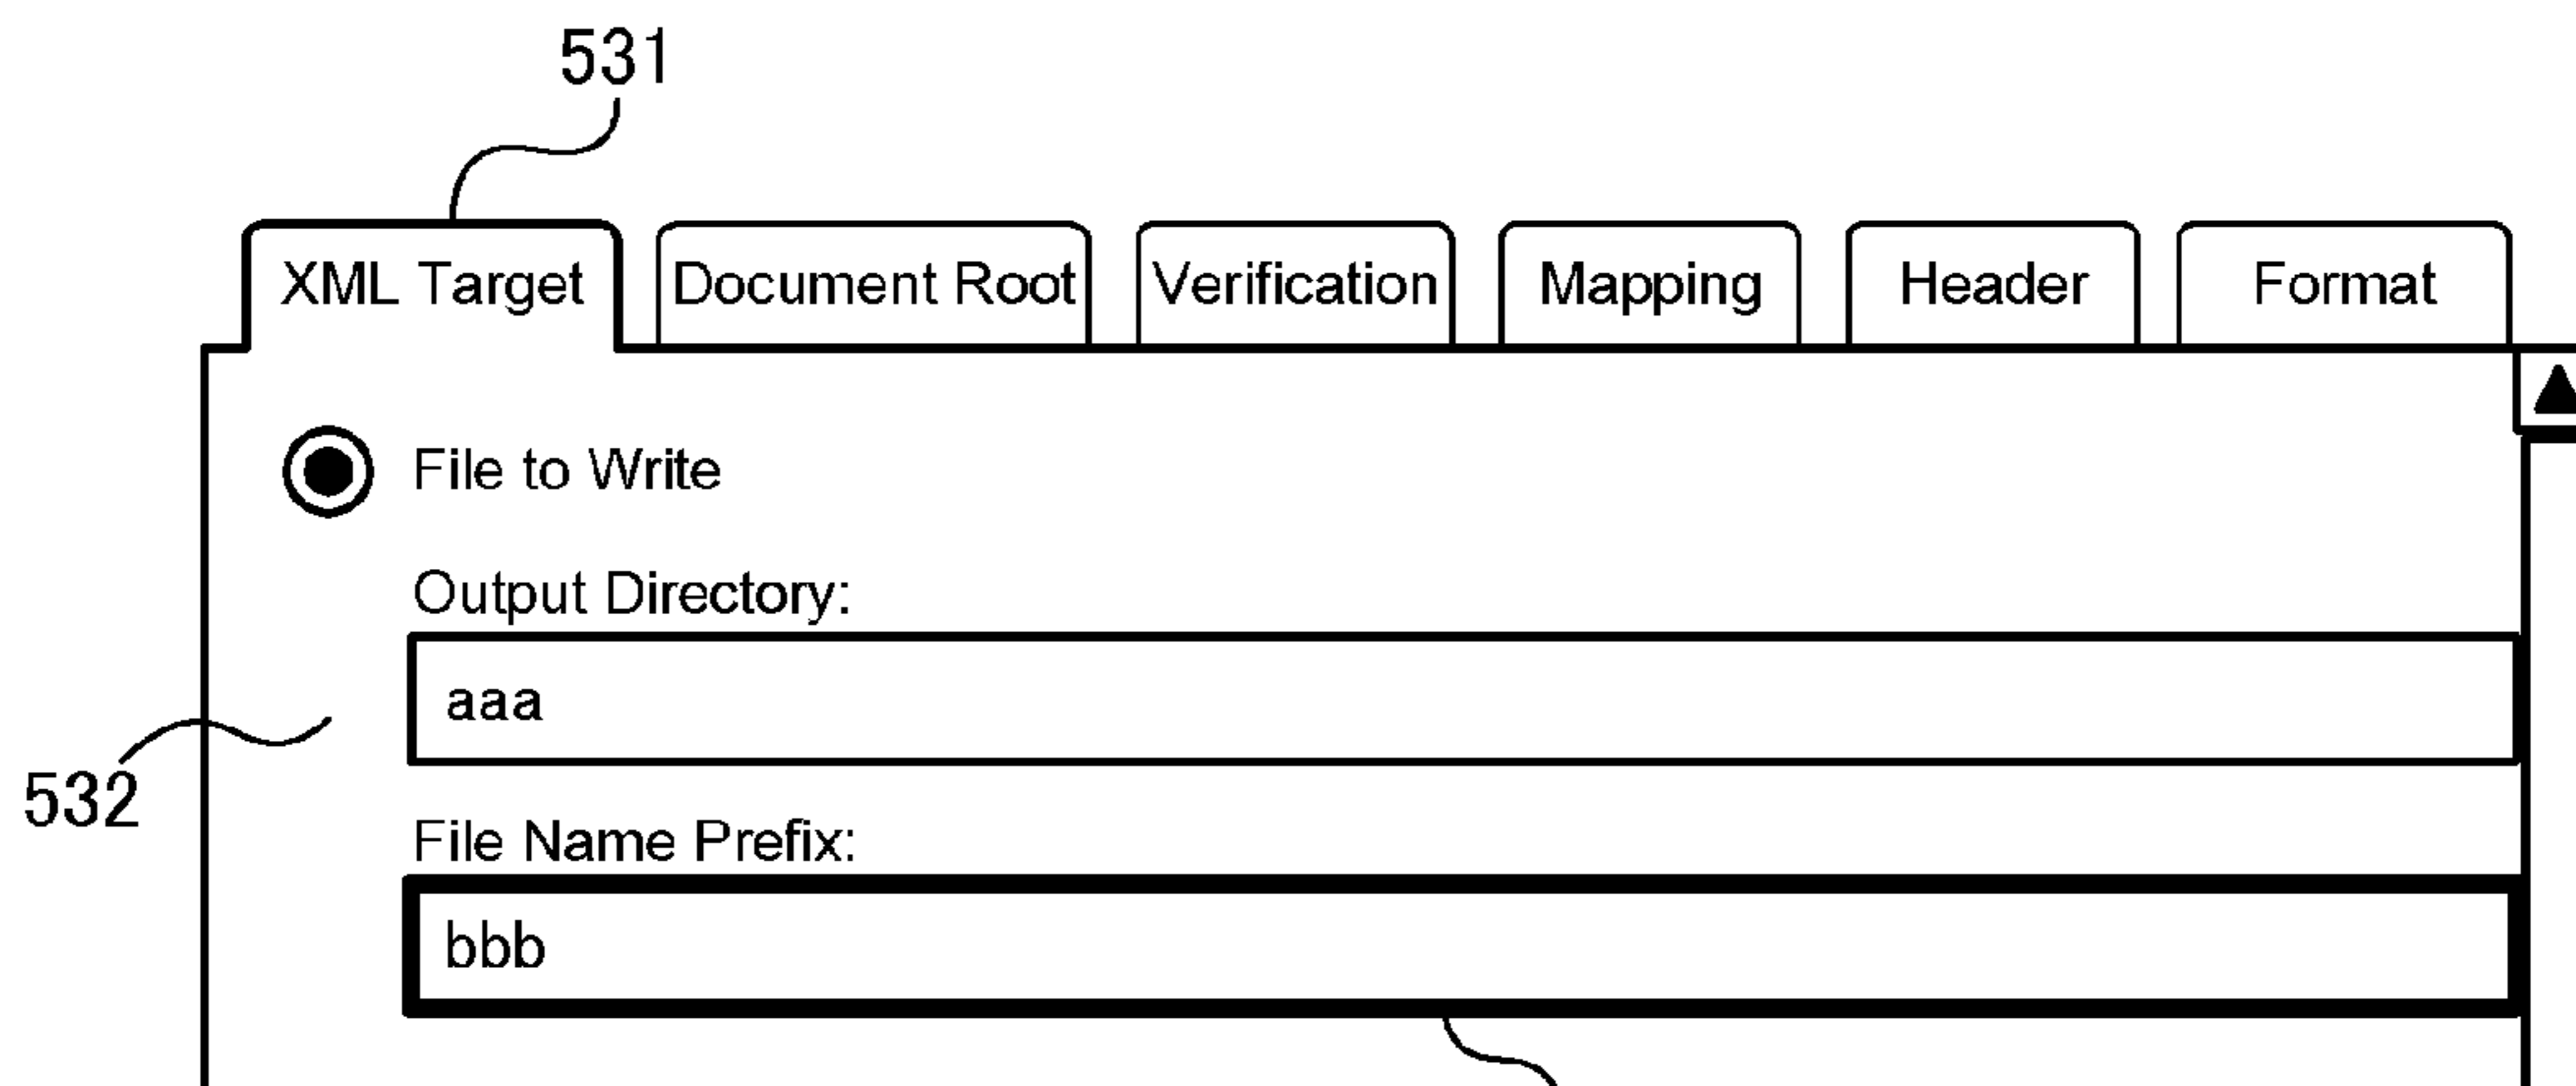 531
XML Target Document Root Verification Mapping Header Format
File to Write
Output Directory:
aaa
532
File Name Prefix:
bbb